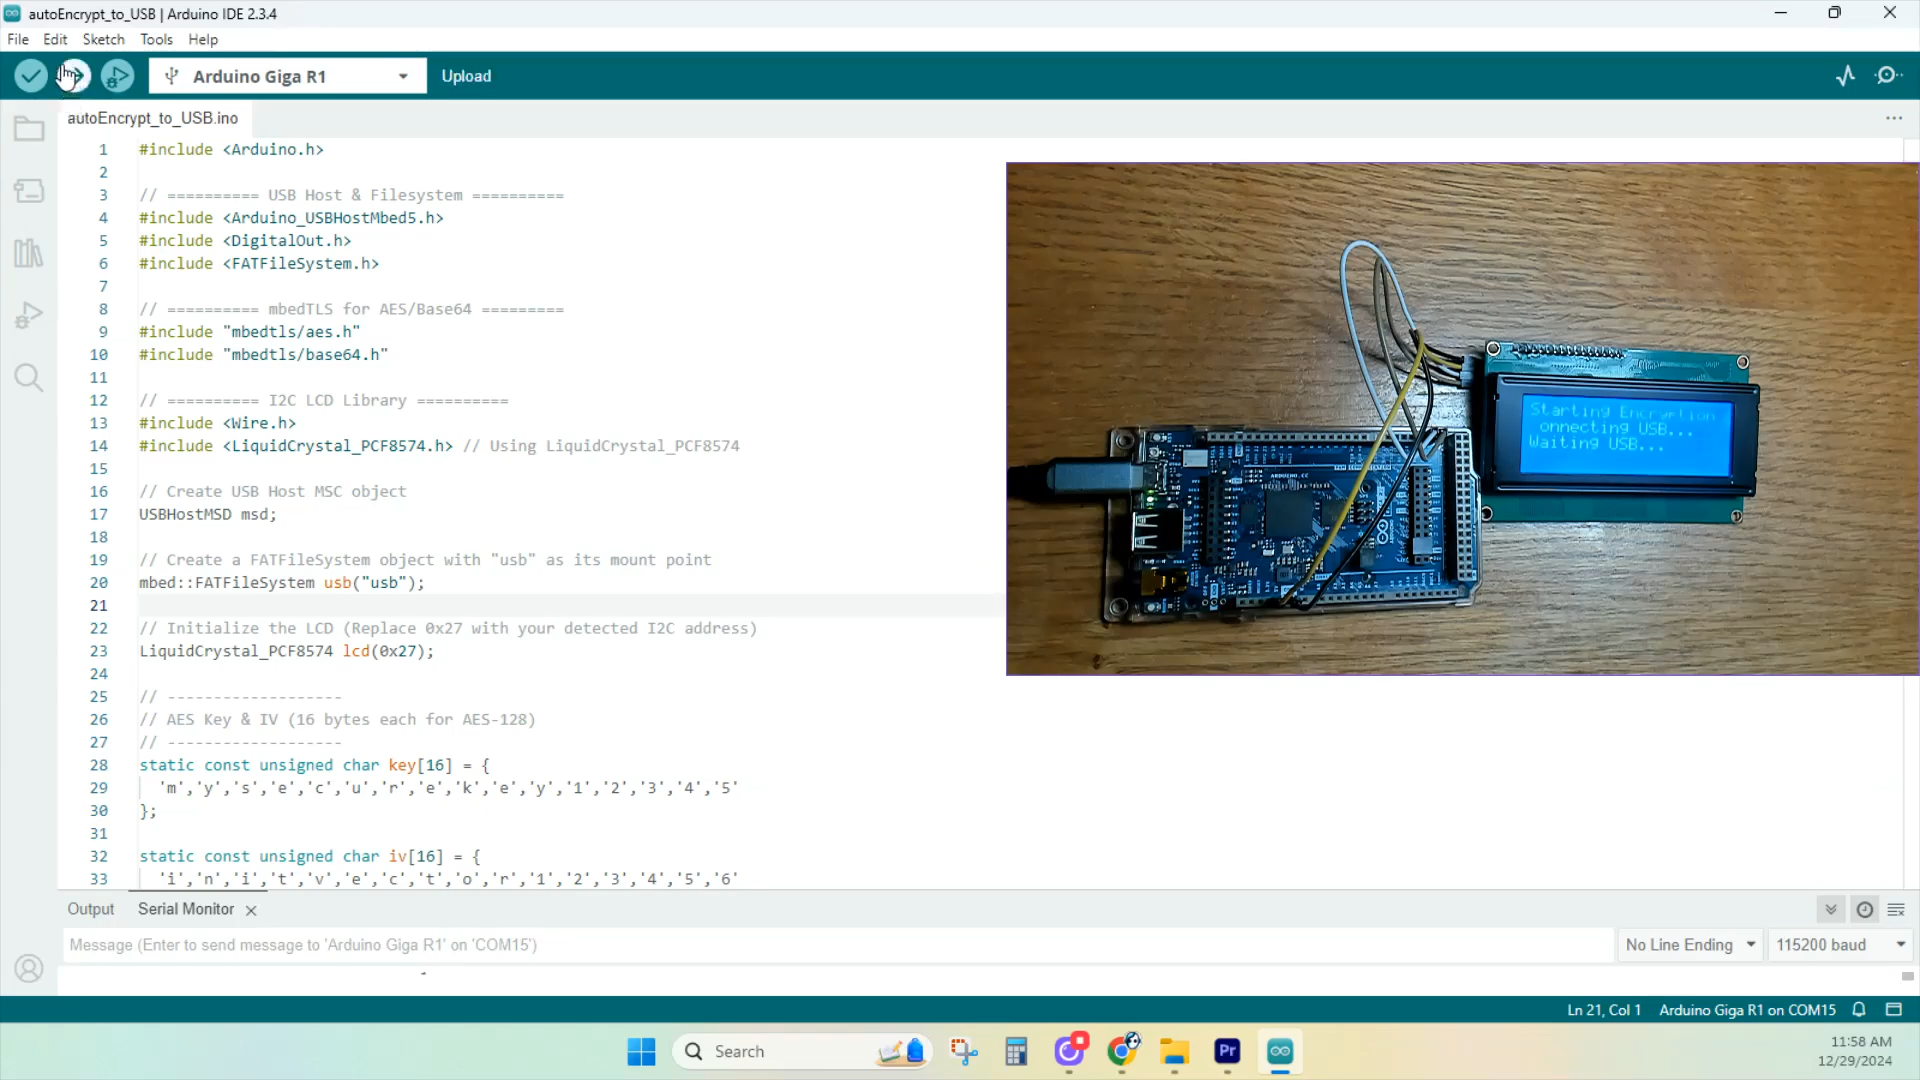 autoEncrypt_to_USB | Arduino IDE 2.3.4
File Edit Sketch Tools Help
Arduino Giga R1
Upload
autoEncrypt_to_USB.ino
1 #include <Arduino.h>
2
3 // ========== USB Host & Filesystem ==========
4 #include <Arduino_USBHostMbed5.h>
5 #include <DigitalOut.h>
6 #include <FATFileSystem.h>
7
8 // ========== mbedTLS for AES/Base64 =========
9 #include "mbedtls/aes.h"
10 #include "mbedtls/base64.h"
11
12 // ========== I2C LCD Library ==========
13 #include <Wire.h>
14 #include <LiquidCrystal_PCF8574.h> // Using LiquidCrystal_PCF8574
15
16 // Create USB Host MSC object
17 USBHostMSD msd;
18
19 // Create a FATFileSystem object with "usb" as its mount point
20 mbed::FATFileSystem usb("usb");
21
22 // Initialize the LCD (Replace 0x27 with your detected I2C address)
23 LiquidCrystal_PCF8574 lcd(0x27);
24
25 // -------------------
26 // AES Key & IV (16 bytes each for AES-128)
27 // -------------------
28 static const unsigned char key[16] = {
29 'm','y','s','e','c','u','r','e','k','e','y','1','2','3','4','5'
30 };
31
32 static const unsigned char iv[16] = {
33 'i','n','i','t','v','e','c','t','o','r','1','2','3','4','5','6'
Starting Encryption
onnecting USB...
Waiting USB...
ARDUINO.CC
Output Serial Monitor
Message (Enter to send message to 'Arduino Giga R1' on 'COM15')
No Line Ending
115200 baud
Ln 21, Col 1 Arduino Giga R1 on COM15
Search
Pr
11:58 AM
12/29/2024